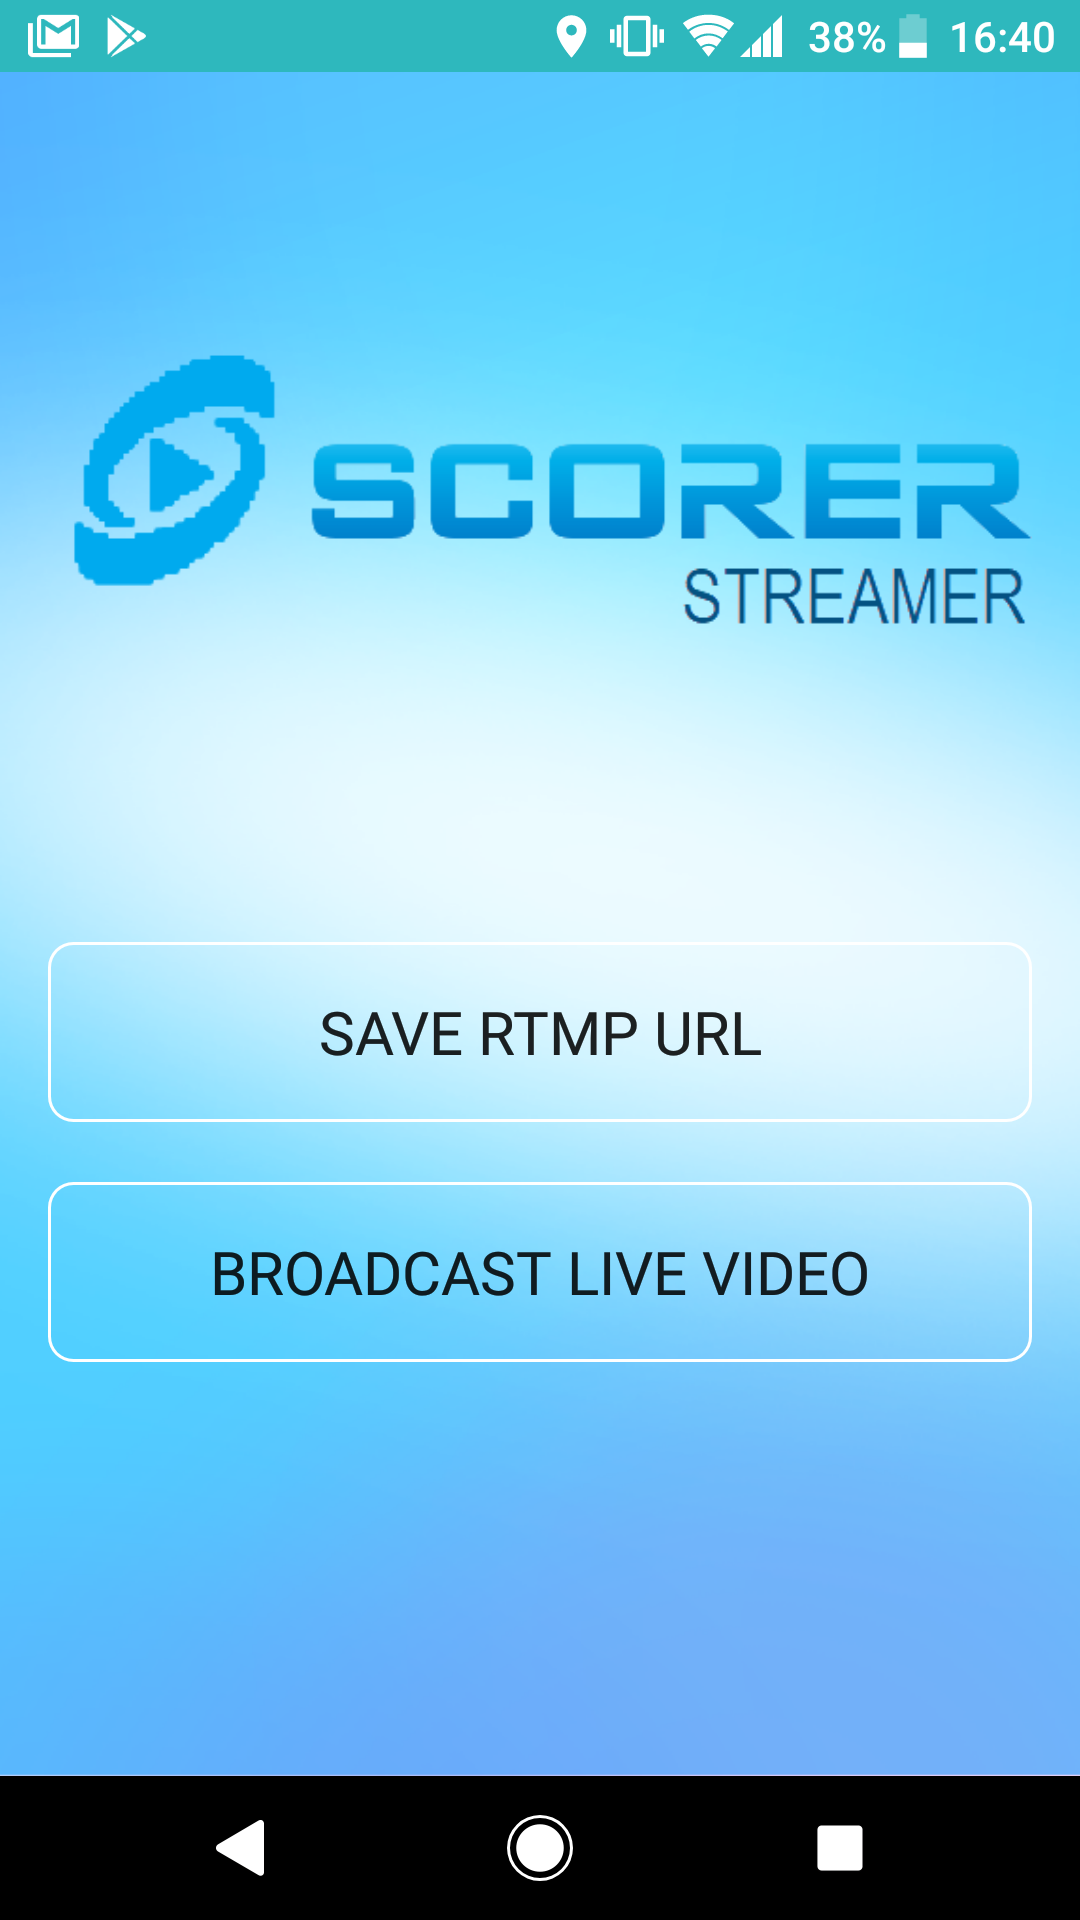 38% 16:40
SCORER
STREAMER
SAVE RTMP URL
BROADCAST LIVE VIDEO